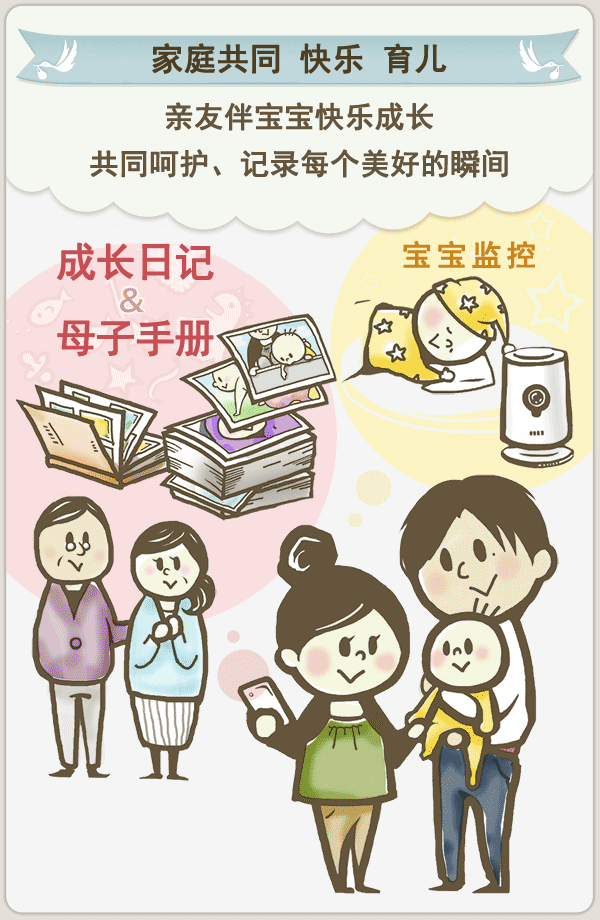 家庭共同 快乐 育儿
亲友伴宝宝快乐成长
共同呵护、记录每个美好的瞬间
成长日记
&
母子手册
宝宝监控